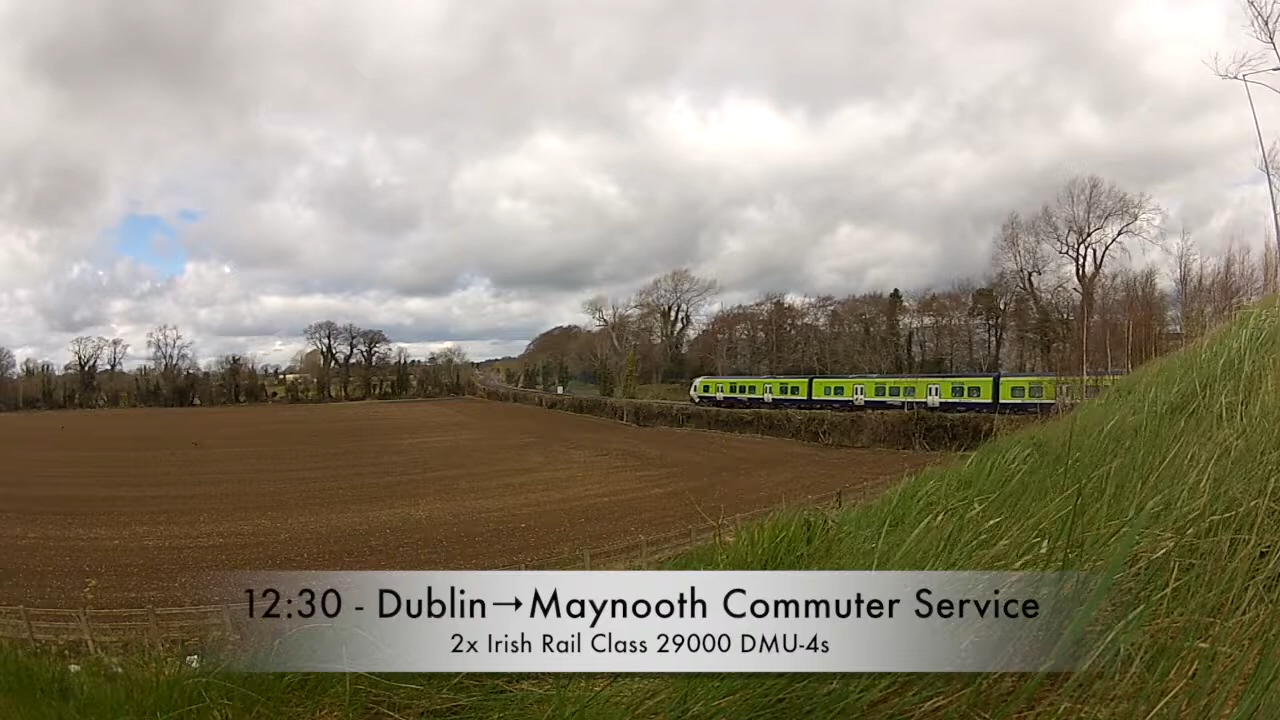 12:30 - Dublin→Maynooth Commuter Service
2x Irish Rail Class 29000 DMU-4s